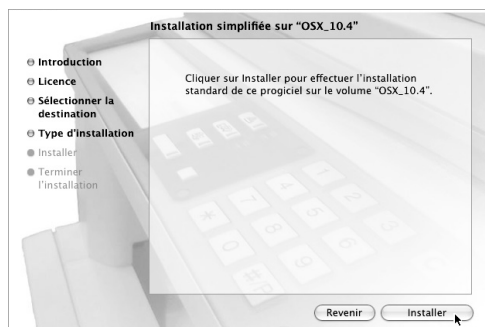 Installation simplifiée sur “OSX_10.4”
Introduction
Licence
Sélectionner la
destination
Type d'installation
Installer
Terminer
l'installation
Cliquer sur Installer pour effectuer l'installation
standard de ce progiciel sur le volume “OSX_10.4”.
Revenir
Installer